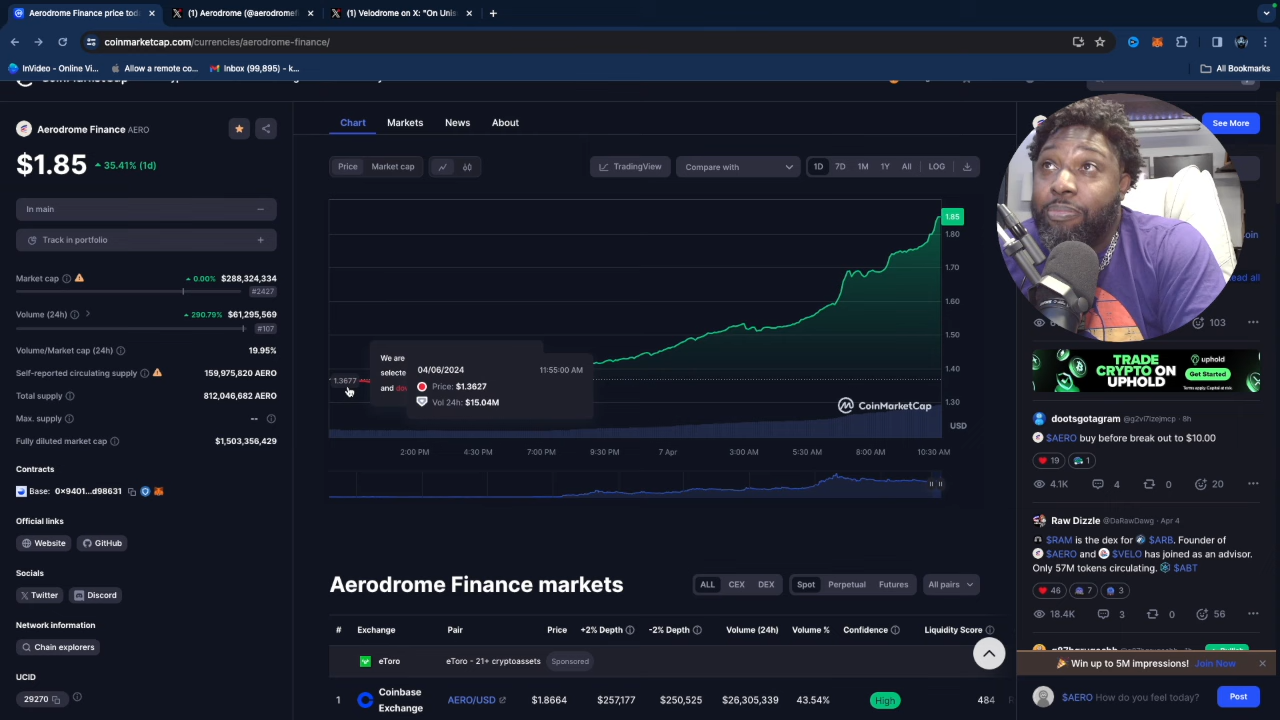 Aerodrome Finance price tod
(1) Aerodrome (@aerodromef
(1) Velodrome on X: "On Unis
coinmarketcap.com/currencies/aerodrome-finance/
InVideo - Online Vi...
Allow a remote co...
Inbox (99,895) - k...
All Bookmarks
Aerodrome Finance AERO
$1.85
35.41% (1d)
In main
Track in portfolio
Market cap
0.00% $288,324,334
#2427
Volume (24h)
290.79% $61,295,569
#107
Volume/Market cap (24h)
19.95%
Self-reported circulating supply
159,975,820 AERO
Total supply
812,046,682 AERO
Max. supply
--
Fully diluted market cap
$1,503,356,429
Contracts
Base: 0x9401...d98631
Official links
Website
GitHub
Socials
Twitter
Discord
Network information
Chain explorers
UCID
29270
Chart
Markets
News
About
Price
Market cap
TradingView
Compare with
1D
7D
1M
1Y
All
LOG
1.85
1.80
1.70
1.60
1.50
1.40
1.30
USD
1.3677
We are
selecte
and
04/06/2024
11:55:00 AM
Price: $1.3627
Vol 24h: $15.04M
CoinMarketCap
2:00 PM
4:30 PM
7:00 PM
9:30 PM
7 Apr
3:00 AM
5:30 AM
8:00 AM
10:30 AM
Aerodrome Finance markets
ALL
CEX
DEX
Spot
Perpetual
Futures
All pairs
#
Exchange
Pair
Price
+2% Depth
-2% Depth
Volume (24h)
Volume %
Confidence
Liquidity Score
eToro
eToro - 21+ cryptoassets
Sponsored
1
Coinbase
Exchange
AERO/USD
$1.8664
$257,177
$250,525
$26,305,339
43.54%
High
484
See More
oin
ead all
103
TRADE
CRYPTO ON
UPHOLD
uphold
Get Started
dootsgotagram @g2vl7izejmcp · 8h
$AERO buy before break out to $10.00
19
1
4.1K
4
0
20
Raw Dizzle @DaRawDawg · Apr 4
$RAM is the dex for $ARB. Founder of
$AERO and $VELO has joined as an advisor.
Only 57M tokens circulating. $ABT
46
7
3
18.4K
3
0
56
Win up to 5M impressions! Join Now
$AERO How do you feel today?
Post